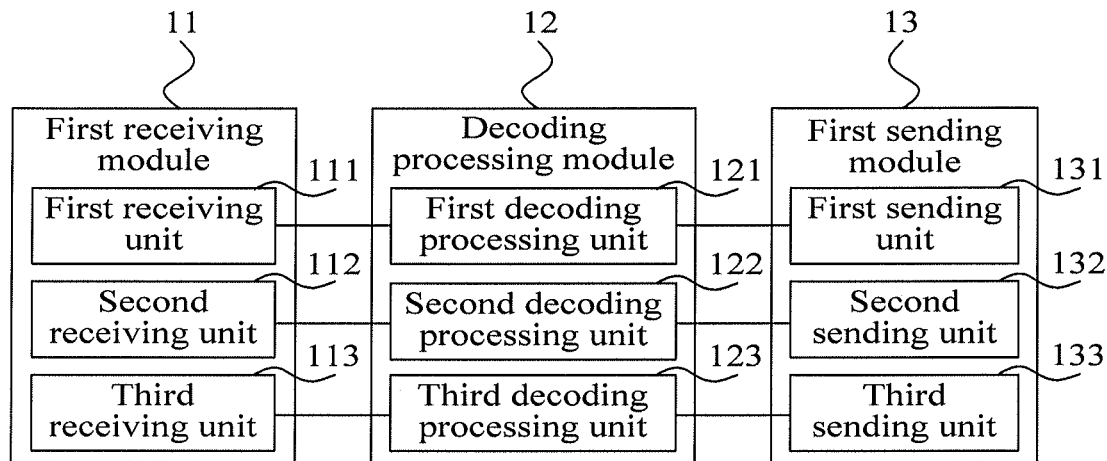 11
12
13
First receiving
module
Decoding
processing module
First sending
module
111
121
131
First receiving
unit
First decoding
processing unit
First sending
unit
112
122
132
Second
receiving unit
Second decoding
processing unit
Second
sending unit
113
123
133
Third
receiving unit
Third decoding
processing unit
Third
sending unit